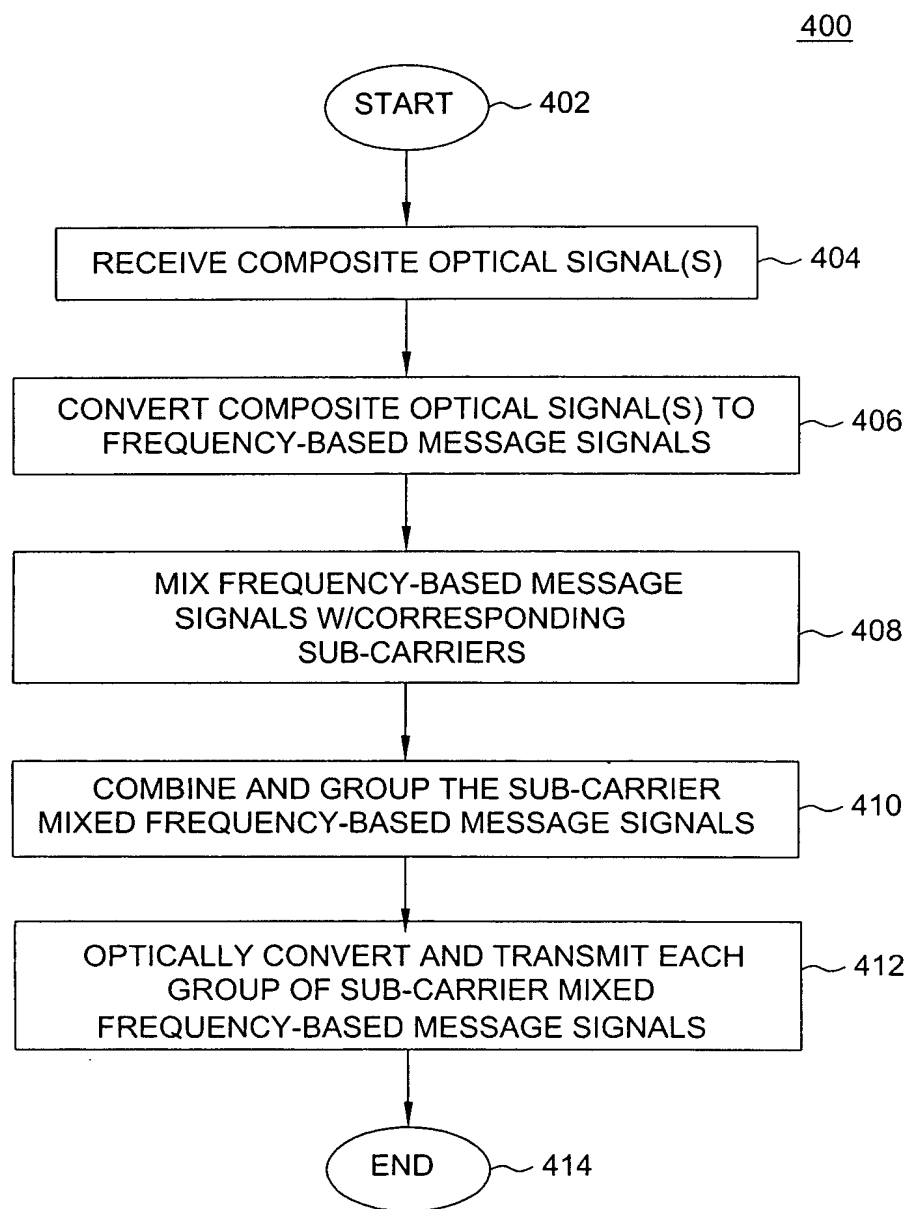 400
START
402
RECEIVE COMPOSITE OPTICAL SIGNAL(S)
404
CONVERT COMPOSITE OPTICAL SIGNAL(S) TO
FREQUENCY-BASED MESSAGE SIGNALS
406
MIX FREQUENCY-BASED MESSAGE
SIGNALS W/CORRESPONDING
SUB-CARRIERS
408
COMBINE AND GROUP THE SUB-CARRIER
MIXED FREQUENCY-BASED MESSAGE SIGNALS
410
OPTICALLY CONVERT AND TRANSMIT EACH
GROUP OF SUB-CARRIER MIXED
FREQUENCY-BASED MESSAGE SIGNALS
412
END
414